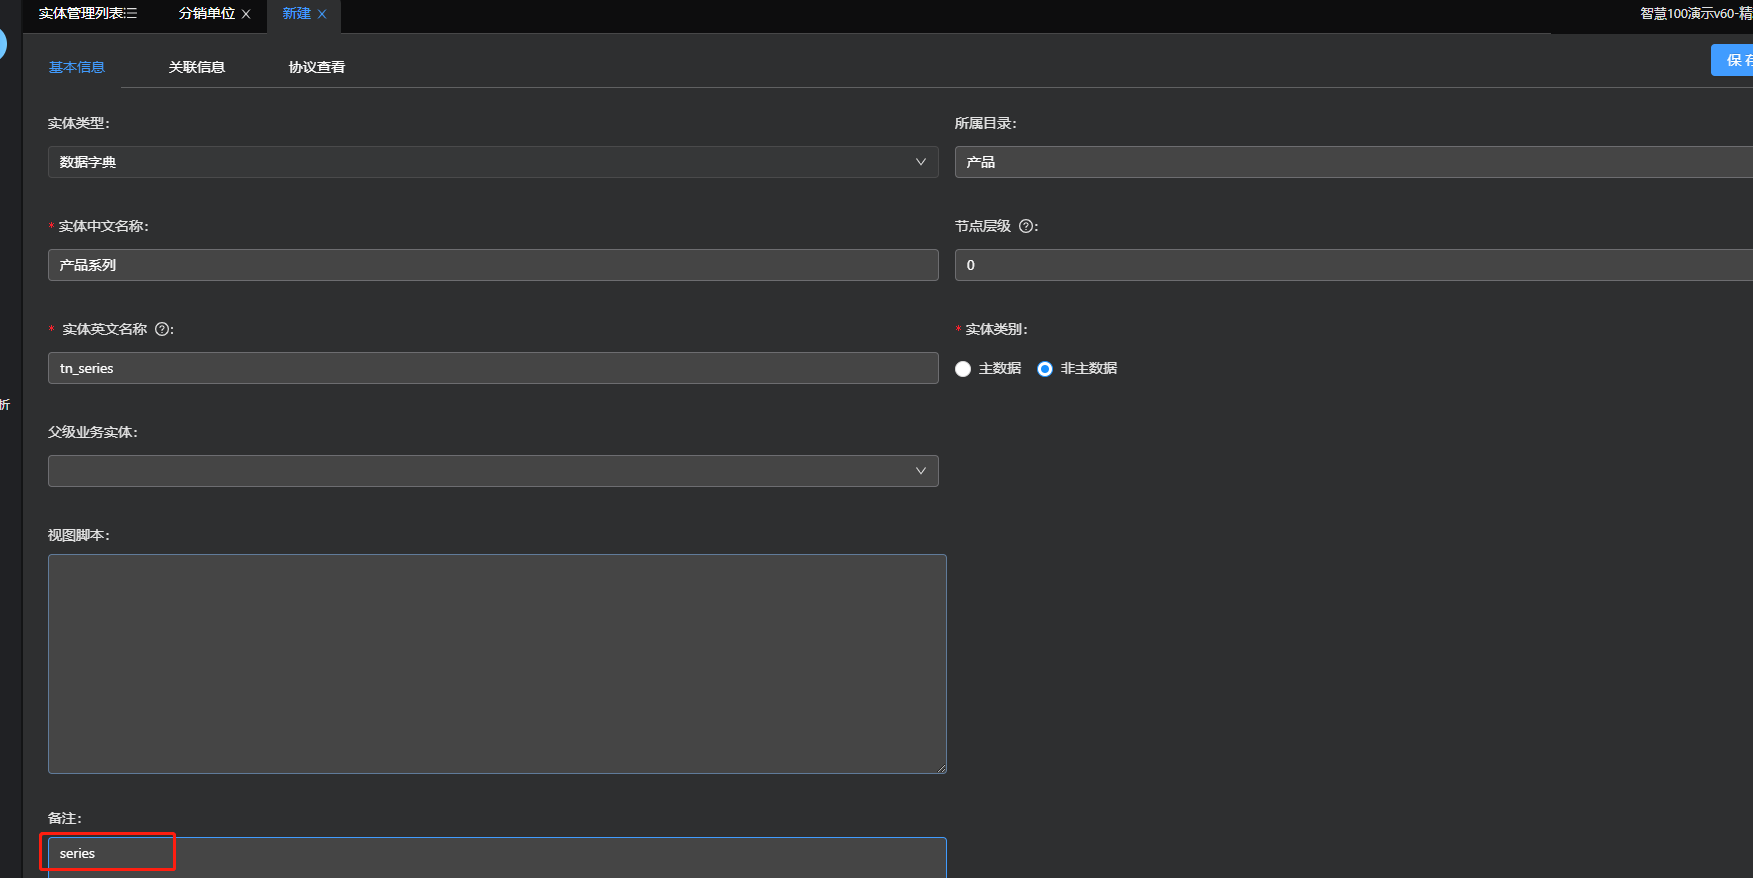 实体管理列表
分销单位
新建
智慧100演示v60-精
基本信息
关联信息
协议查看
保存
实体类型:
所属目录:
数据字典
产品
* 实体中文名称:
节点层级 ?:
产品系列
0
* 实体英文名称 ?:
* 实体类别:
tn_series
主数据
非主数据
父级业务实体:
视图脚本:
备注:
series
析